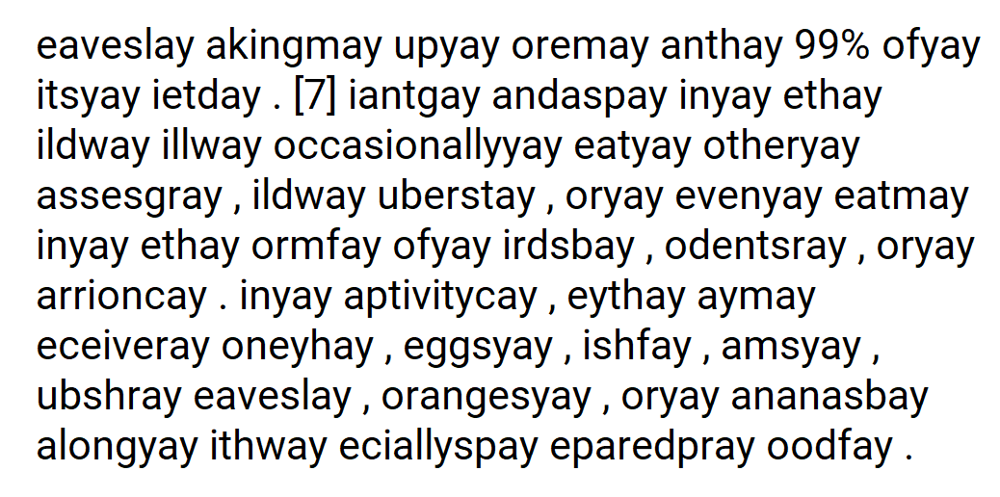 eaveslay akingmay upyay oremay anthay 99% ofyay
itsyay ietday . [7] iantgay andaspay inyay ethay
ildway illway occasionallyyay eatyay otheryay
assesgray , ildway uberstay , oryay evenyay eatmay
inyay ethay ormfay ofyay irdsbay , odentsray , oryay
arrioncay . inyay aptivitycay , eythay aymay
eceiveray oneyhay , eggsyay , ishfay , amsyay ,
ubshray eaveslay , orangesyay , oryay ananasbay
alongyay ithway eciallyspay eparedpray oodfay .